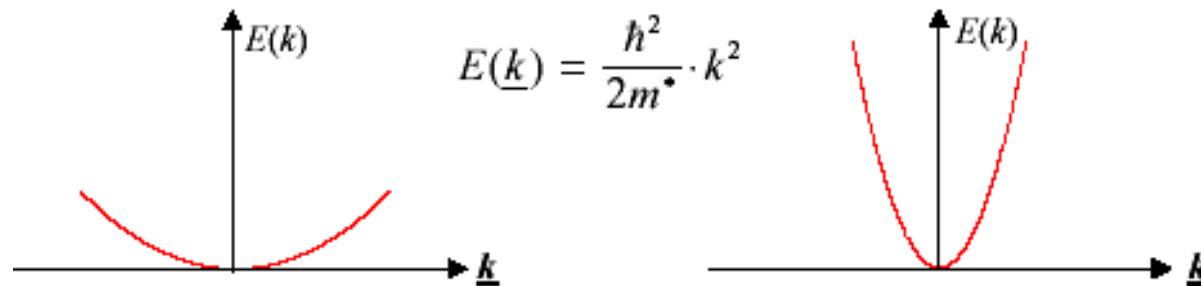 E(k)
E(k) = ħ² / 2m* · k²
E(k)
k
k